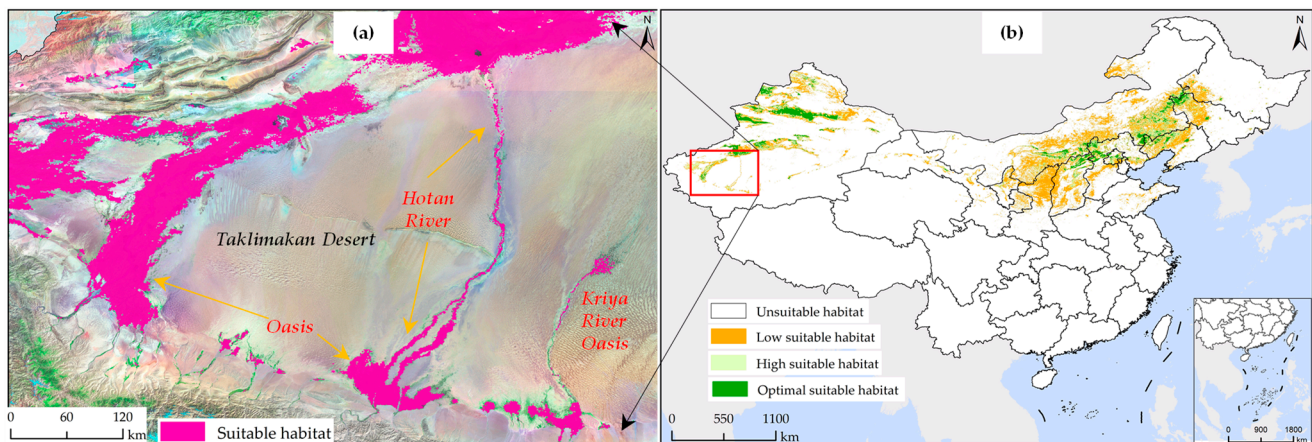 (a)
N
Hotan
River
Taklimakan Desert
Oasis
Kriya
River
Oasis
0 60 120
km
Suitable habitat
(b)
N
Unsuitable habitat
Low suitable habitat
High suitable habitat
Optimal suitable habitat
0 550 1100
km
0 900 1800
km